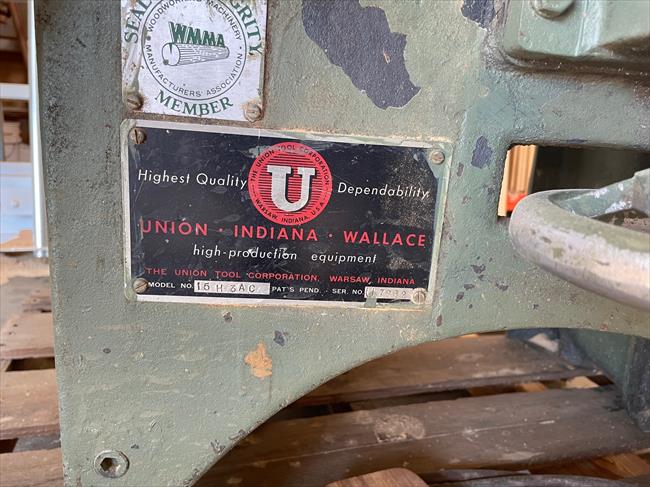 SEAL INTEGRITY
WOODWORKING MACHINERY
WMMA
MANUFACTURERS' ASSOCIATION
MEMBER
THE UNION TOOL CORPORATION
U
WARSAW, INDIANA, U.S.A.
Highest Quality Dependability
UNION · INDIANA · WALLACE
high-production equipment
THE UNION TOOL CORPORATION, WARSAW, INDIANA
MODEL NO. 15 H 3AC PAT'S PEND. · SER. NO.